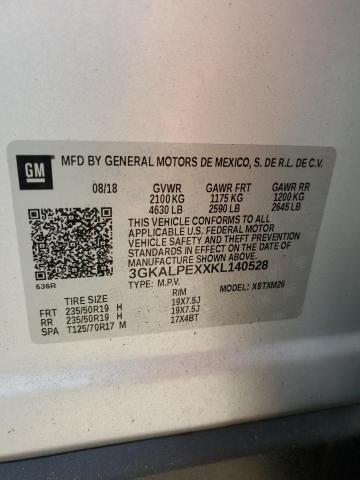 GM
MFD BY GENERAL MOTORS DE MEXICO, S. DE R.L. DE C.V.
08/18 GVWR GAWR FRT GAWR RR
2100 KG 1175 KG 1200 KG
4630 LB 2590 LB 2645 LB
THIS VEHICLE CONFORMS TO ALL
APPLICABLE U.S. FEDERAL MOTOR
VEHICLE SAFETY, BUMPER, AND THEFT
PREVENTION STANDARDS IN EFFECT ON
THE DATE OF MANUFACTURE SHOWN ABOVE.
3GKALPEXXKL140528
636R TYPE: M.P.V. MODEL: X8TXM26
TIRE SIZE RIM
FRT 235/50R19 H 19X7.5J
RR 235/50R19 H 19X7.5J
SPA T125/70R17 M 17X4BT